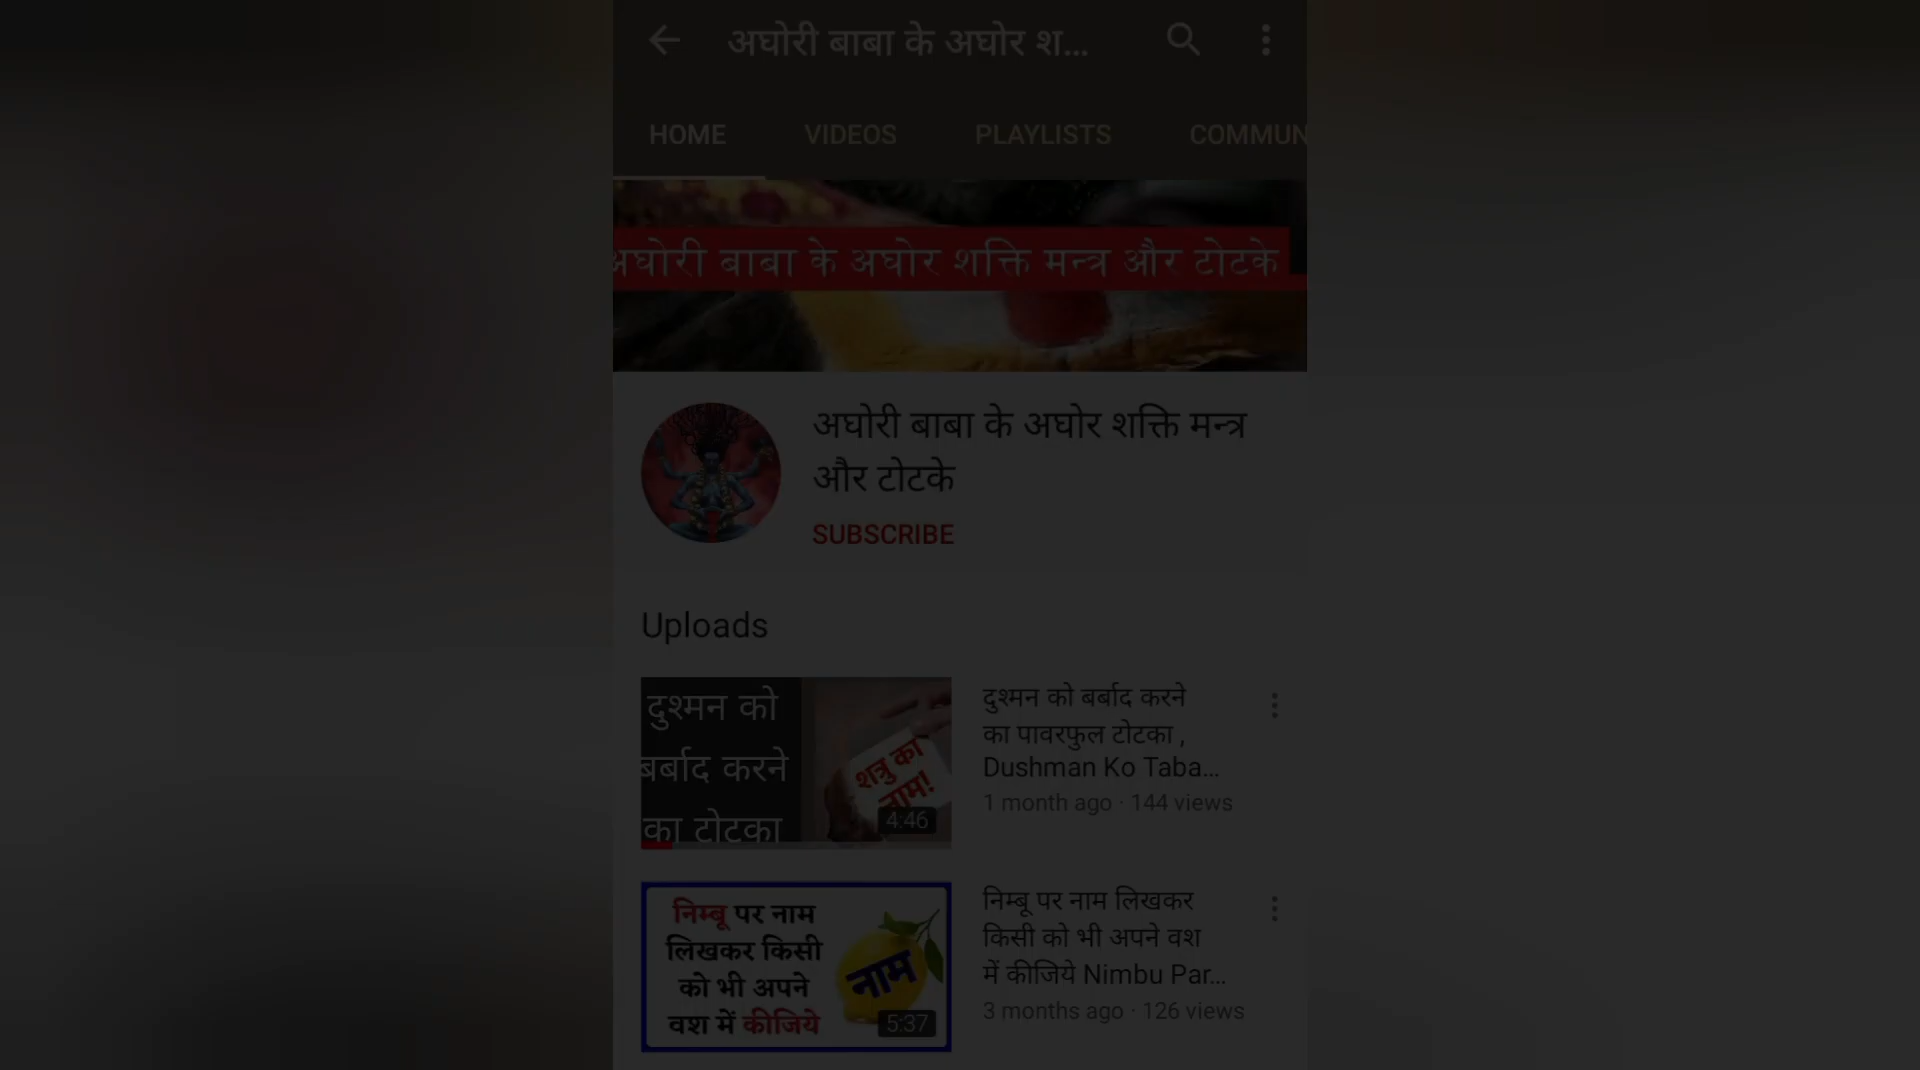 अघोरी बाबा के अघोर श...
HOME VIDEOS PLAYLISTS COMMUN
अघोरी बाबा के अघोर शक्ति मन्त्र और टोटके
अघोरी बाबा के अघोर शक्ति मन्त्र
और टोटके
SUBSCRIBE
Uploads
दुश्मन को
बर्बाद करने
का टोटका
शत्रु का
नाम!
4:46
दुश्मन को बर्बाद करने
का पावरफुल टोटका ,
Dushman Ko Taba...
1 month ago · 144 views
निम्बू पर नाम
लिखकर किसी
को भी अपने
वश में कीजिये
नाम
5:37
निम्बू पर नाम लिखकर
किसी को भी अपने वश
में कीजिये Nimbu Par...
3 months ago · 126 views